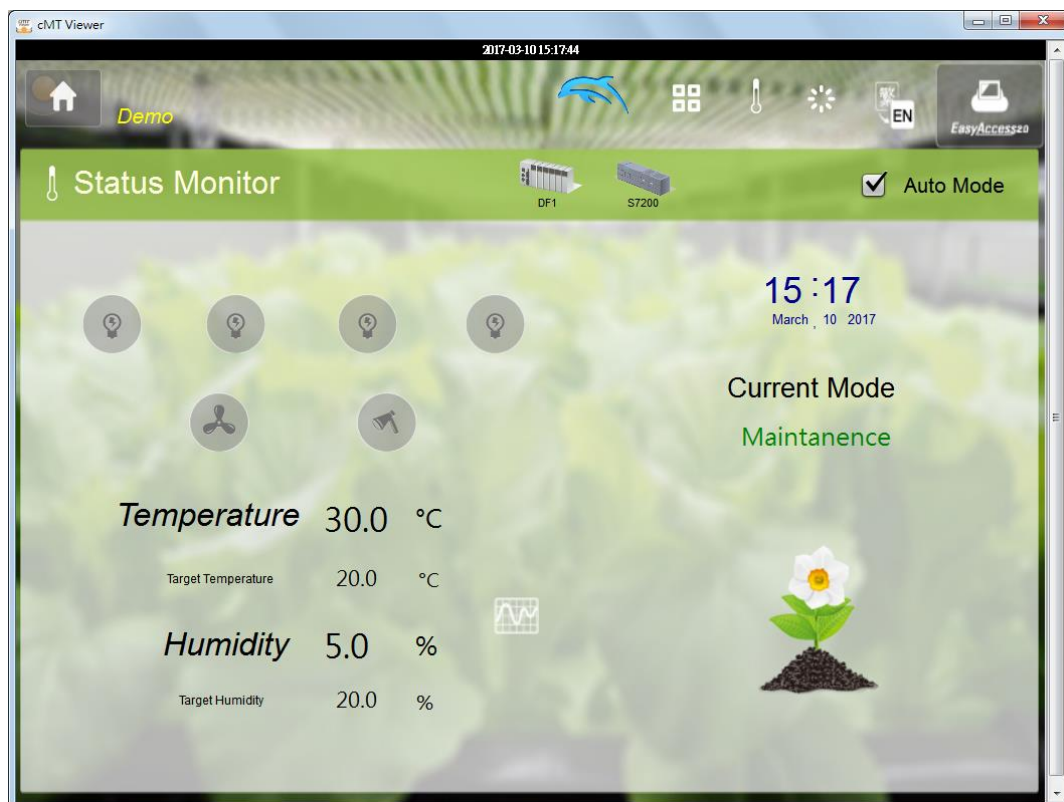 cMT Viewer
2017-03-10 15:17:44
Demo
EN
EasyAccess20
Status Monitor
DF1
S7200
Auto Mode
15 : 17
March , 10 2017
Current Mode
Maintanence
Temperature 30.0 °C
Target Temperature 20.0 °C
Humidity 5.0 %
Target Humidity 20.0 %